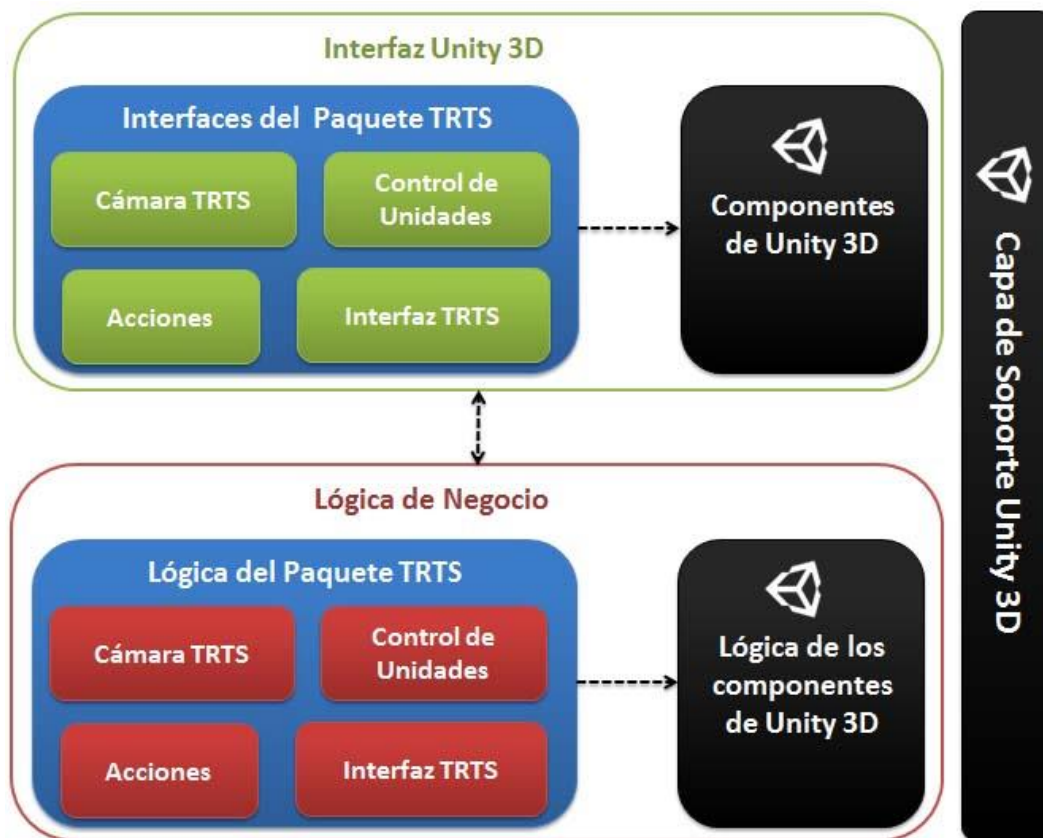 Interfaz Unity 3D
Interfaces del Paquete TRTS
Cámara TRTS
Control de
Unidades
Acciones
Interfaz TRTS
Componentes
de Unity 3D
Lógica de Negocio
Lógica del Paquete TRTS
Cámara TRTS
Control de
Unidades
Acciones
Interfaz TRTS
Lógica de los
componentes
de Unity 3D
Capa de Soporte Unity 3D